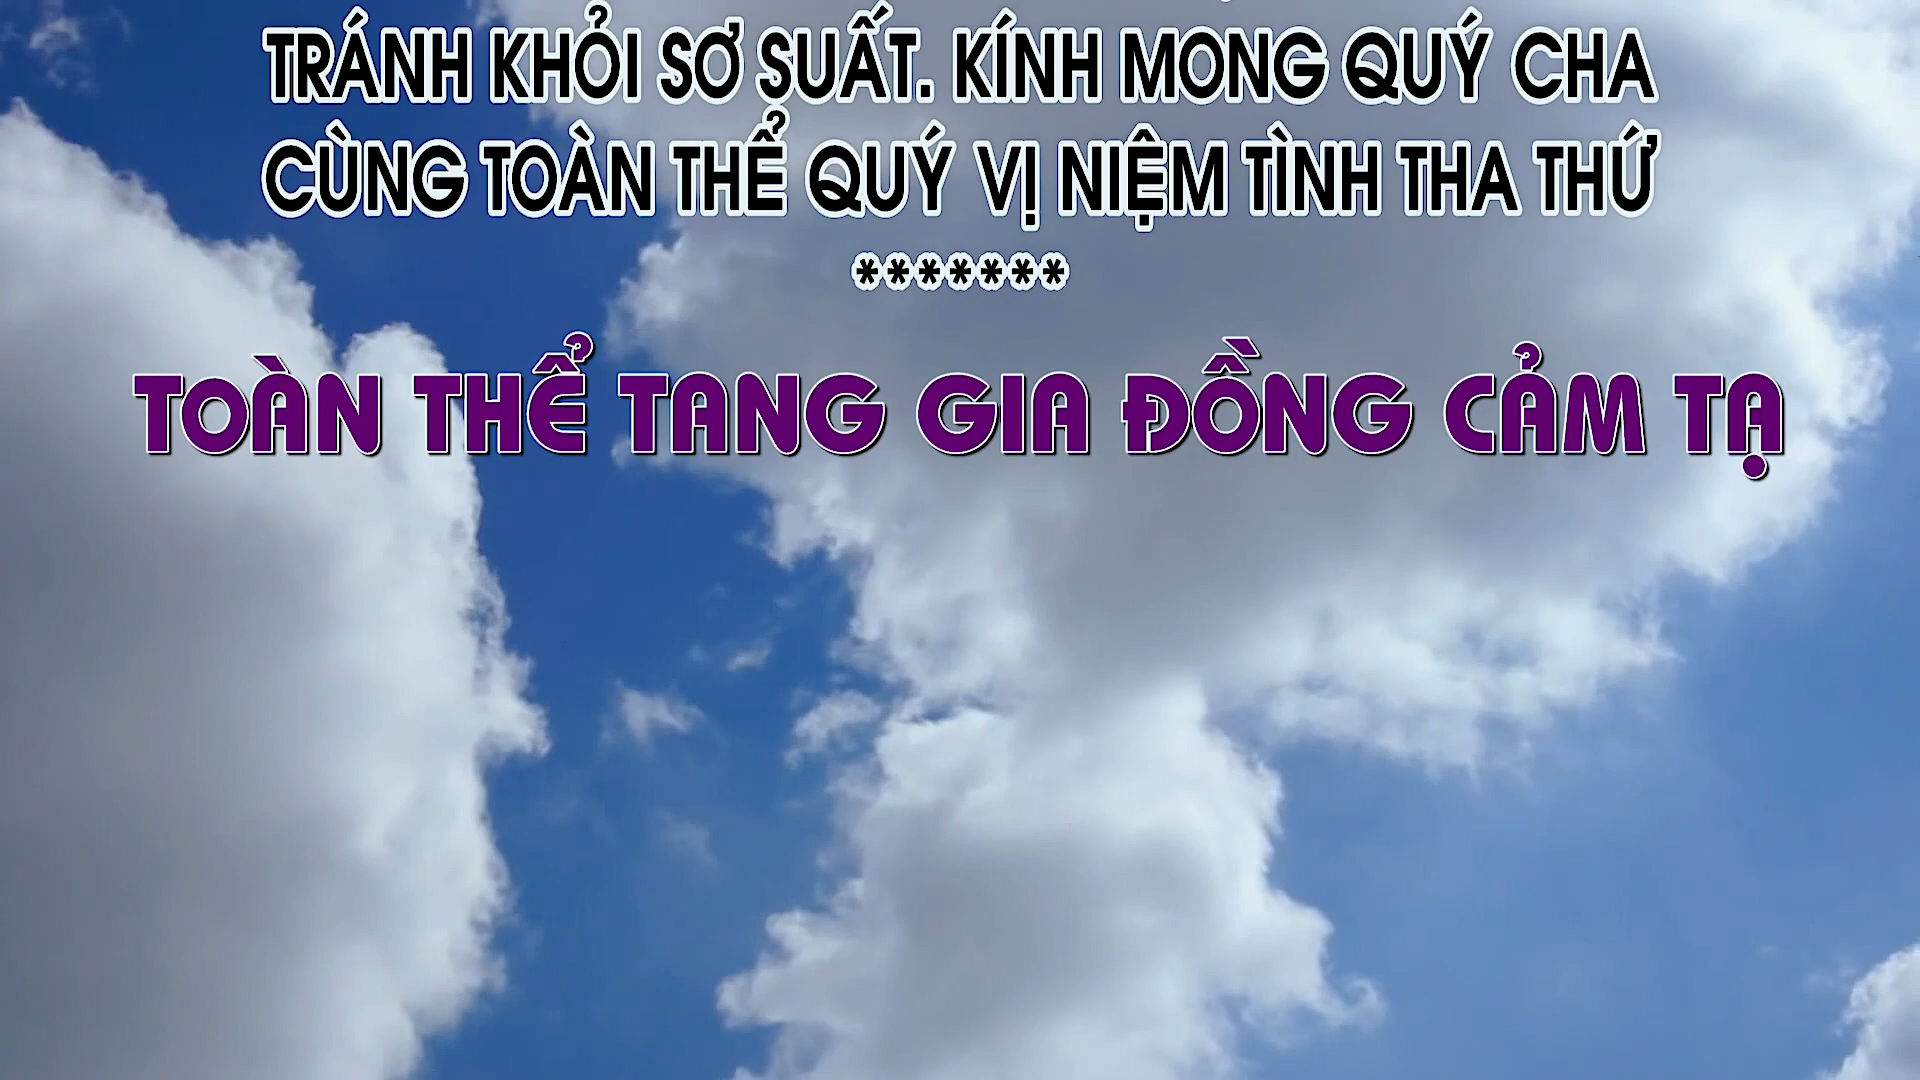 TRÁNH KHỎI SƠ SUẤT. KÍNH MONG QUÝ CHA
CÙNG TOÀN THỂ QUÝ VỊ NIỆM TÌNH THA THỨ
*******
TOÀN THỂ TANG GIA ĐỒNG CẢM TẠ